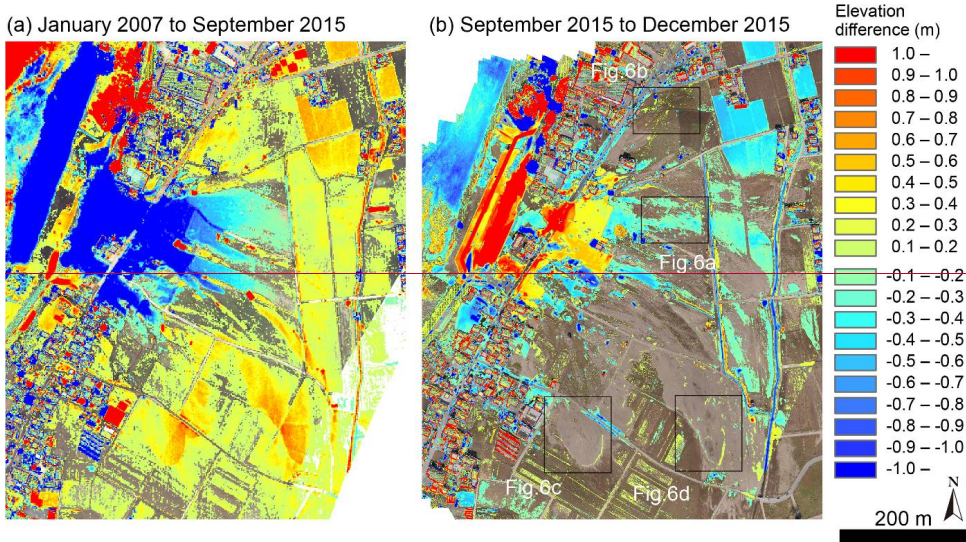 (a) January 2007 to September 2015
(b) September 2015 to December 2015
Elevation
difference (m)
1.0 –
0.9 – 1.0
0.8 – 0.9
0.7 – 0.8
0.6 – 0.7
0.5 – 0.6
0.4 – 0.5
0.3 – 0.4
0.2 – 0.3
0.1 – 0.2
-0.1 – -0.2
-0.2 – -0.3
-0.3 – -0.4
-0.4 – -0.5
-0.5 – -0.6
-0.6 – -0.7
-0.7 – -0.8
-0.8 – -0.9
-0.9 – -1.0
-1.0 –
Fig.6b
Fig.6a
Fig.6c
Fig.6d
N
200 m